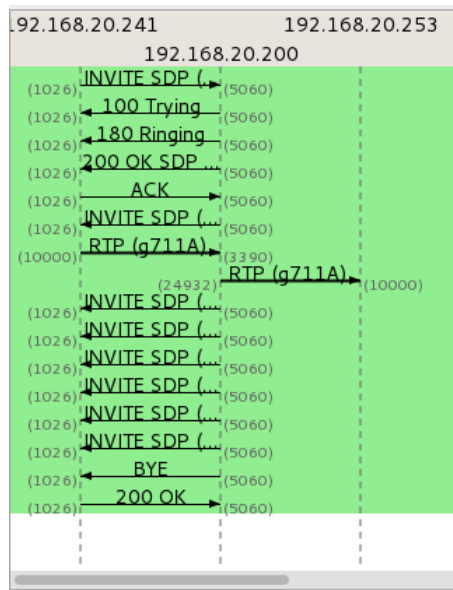 .92.168.20.241 192.168.20.253
192.168.20.200
(1026) INVITE SDP (... (5060)
(1026) 100 Trying (5060)
(1026) 180 Ringing (5060)
(1026) 200 OK SDP ... (5060)
(1026) ACK (5060)
(1026) INVITE SDP (... (5060)
(10000) RTP (g711A) (3390)
(24932) RTP (g711A) (10000)
(1026) INVITE SDP (... (5060)
(1026) INVITE SDP (... (5060)
(1026) INVITE SDP (... (5060)
(1026) INVITE SDP (... (5060)
(1026) INVITE SDP (... (5060)
(1026) INVITE SDP (... (5060)
(1026) BYE (5060)
(1026) 200 OK (5060)